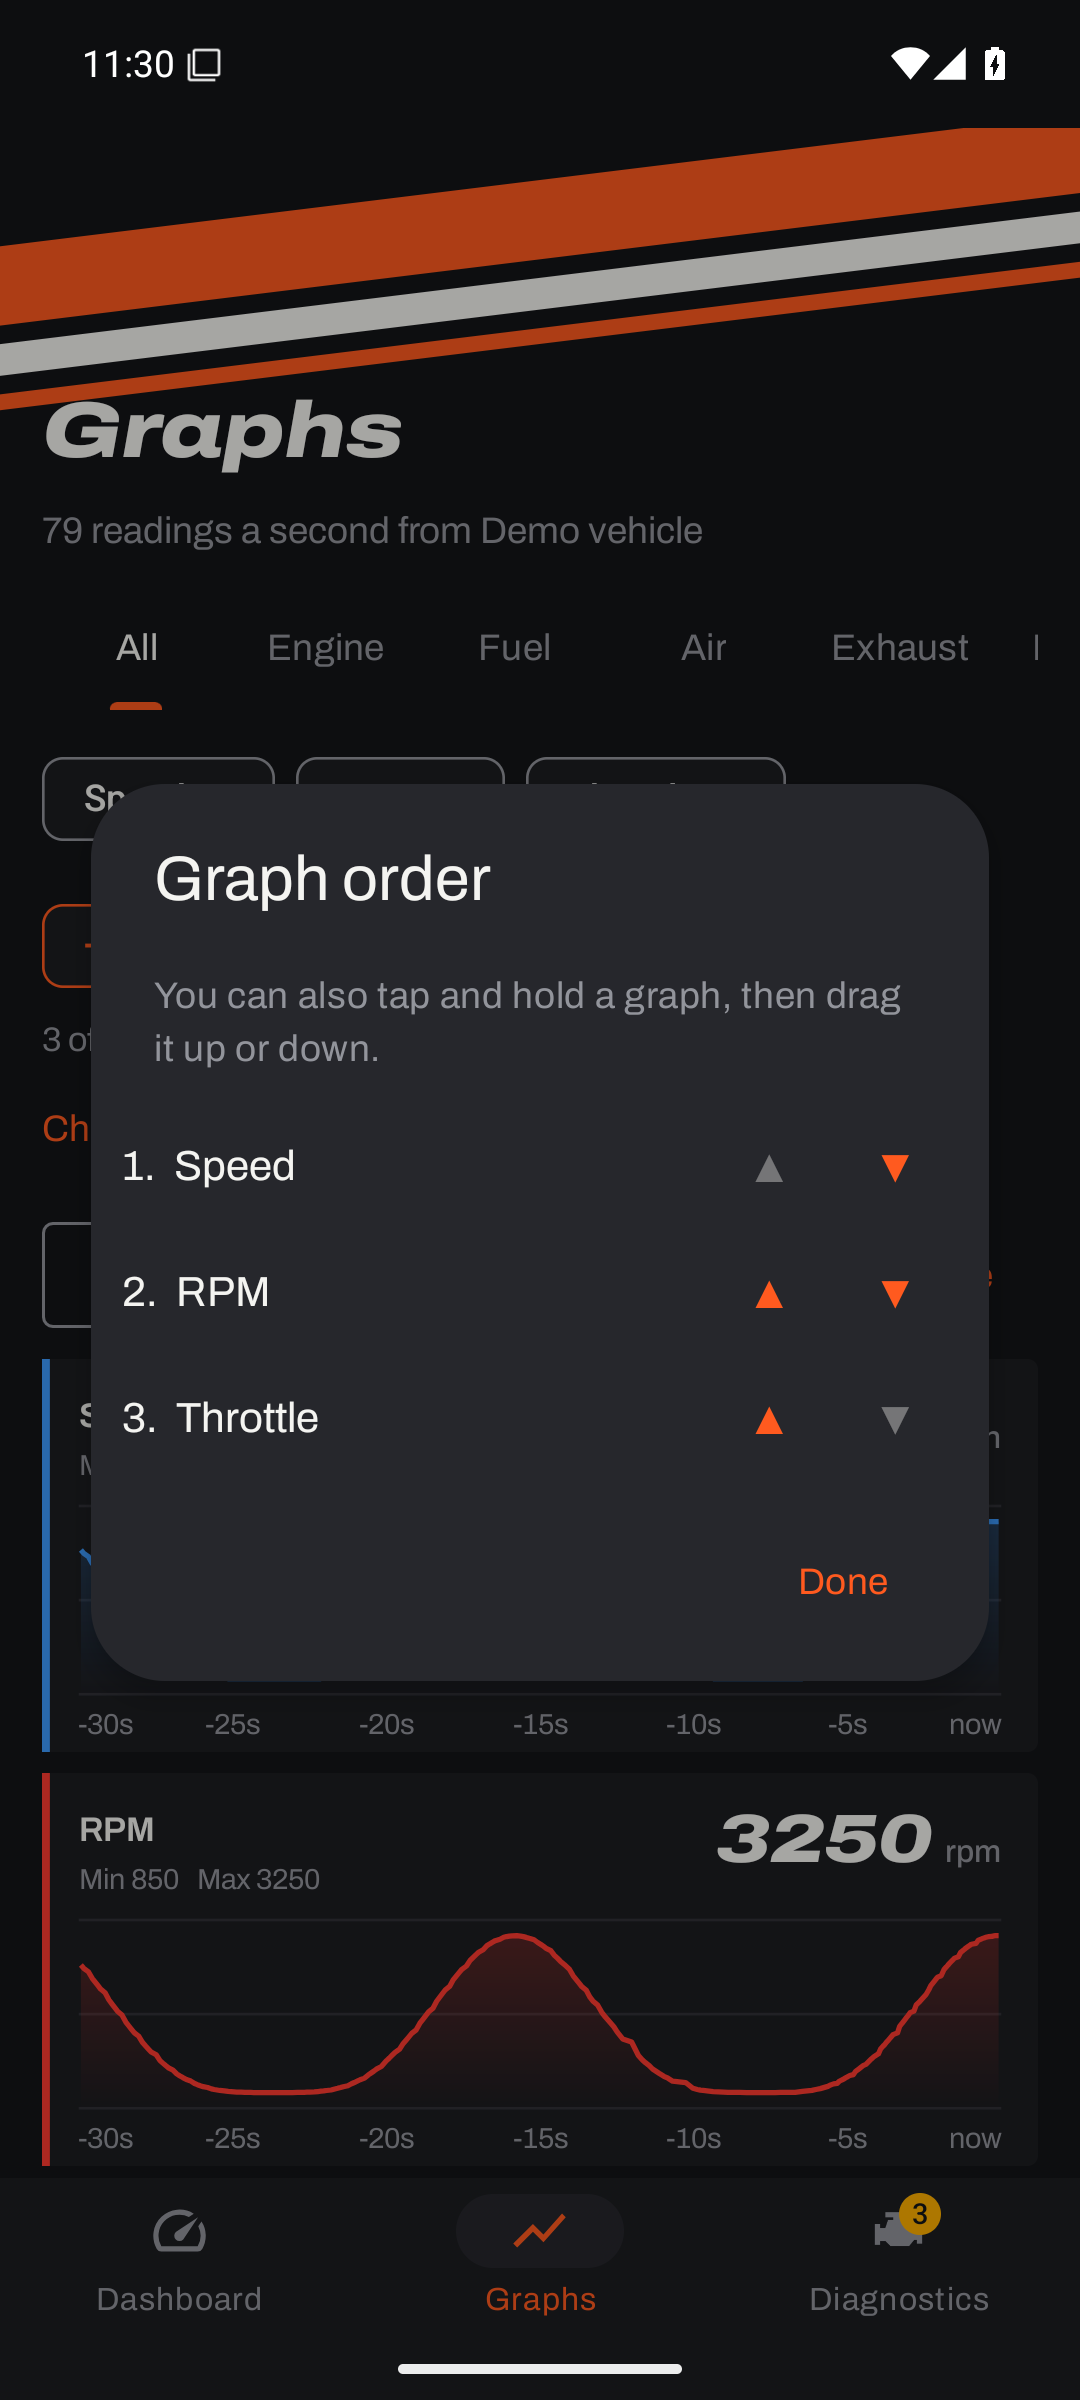 11:30
Graphs
79 readings a second from Demo vehicle
All Engine Fuel Air Exhaust
Graph order
You can also tap and hold a graph, then drag
it up or down.
1. Speed ▲ ▼
2. RPM ▲ ▼
3. Throttle ▲ ▼
Done
-30s -25s -20s -15s -10s -5s now
RPM 3250 rpm
Min 850 Max 3250
-30s -25s -20s -15s -10s -5s now
3
Dashboard Graphs Diagnostics